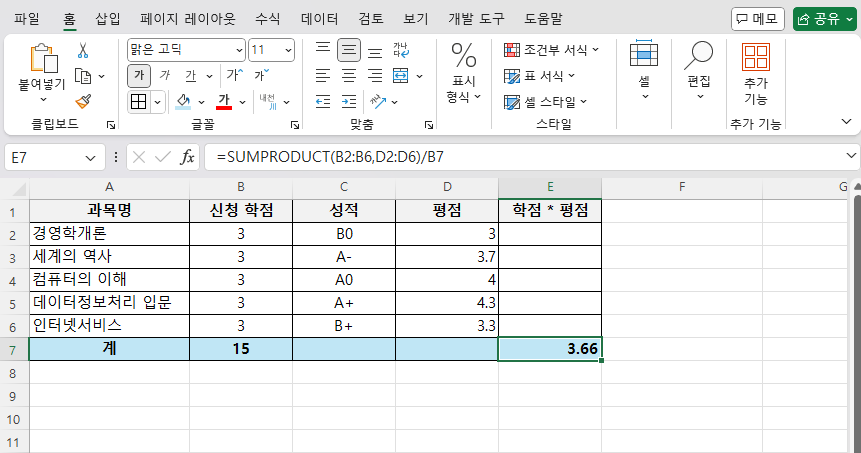 파일 홈 삽입 페이지 레이아웃 수식 데이터 검토 보기 개발 도구 도움말 메모 공유
붙여넣기
클립보드
맑은 고딕 11
가 가 가 가 가
가 내천
글꼴
가나
맞춤
%
표시 형식
조건부 서식
표 서식
셀 스타일
스타일
셀
편집
추가 기능
추가 기능
E7 fx =SUMPRODUCT(B2:B6,D2:D6)/B7
A B C D E F G
1 과목명 신청 학점 성적 평점 학점 * 평점
2 경영학개론 3 B0 3
3 세계의 역사 3 A- 3.7
4 컴퓨터의 이해 3 A0 4
5 데이터정보처리 입문 3 A+ 4.3
6 인터넷서비스 3 B+ 3.3
7 계 15 3.66
8
9
10
11